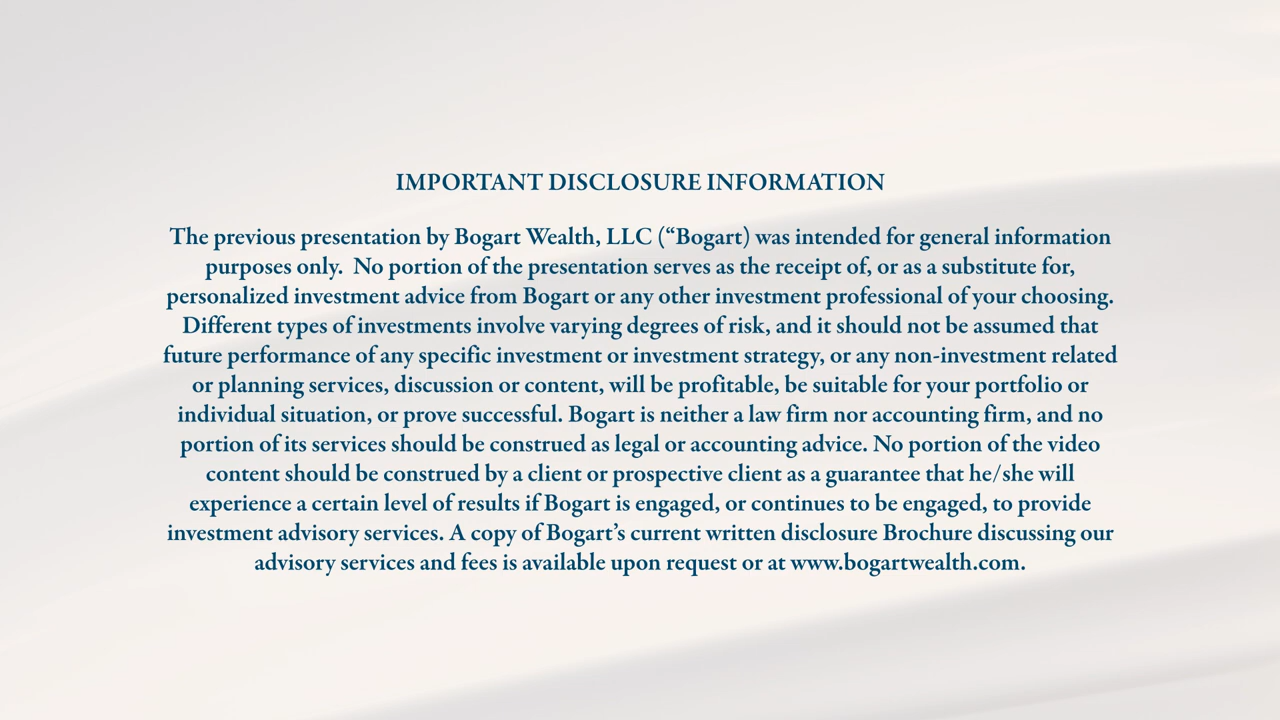 IMPORTANT DISCLOSURE INFORMATION
The previous presentation by Bogart Wealth, LLC (“Bogart) was intended for general information
purposes only.  No portion of the presentation serves as the receipt of, or as a substitute for,
personalized investment advice from Bogart or any other investment professional of your choosing.
Different types of investments involve varying degrees of risk, and it should not be assumed that
future performance of any specific investment or investment strategy, or any non-investment related
or planning services, discussion or content, will be profitable, be suitable for your portfolio or
individual situation, or prove successful. Bogart is neither a law firm nor accounting firm, and no
portion of its services should be construed as legal or accounting advice. No portion of the video
content should be construed by a client or prospective client as a guarantee that he/she will
experience a certain level of results if Bogart is engaged, or continues to be engaged, to provide
investment advisory services. A copy of Bogart’s current written disclosure Brochure discussing our
advisory services and fees is available upon request or at www.bogartwealth.com.